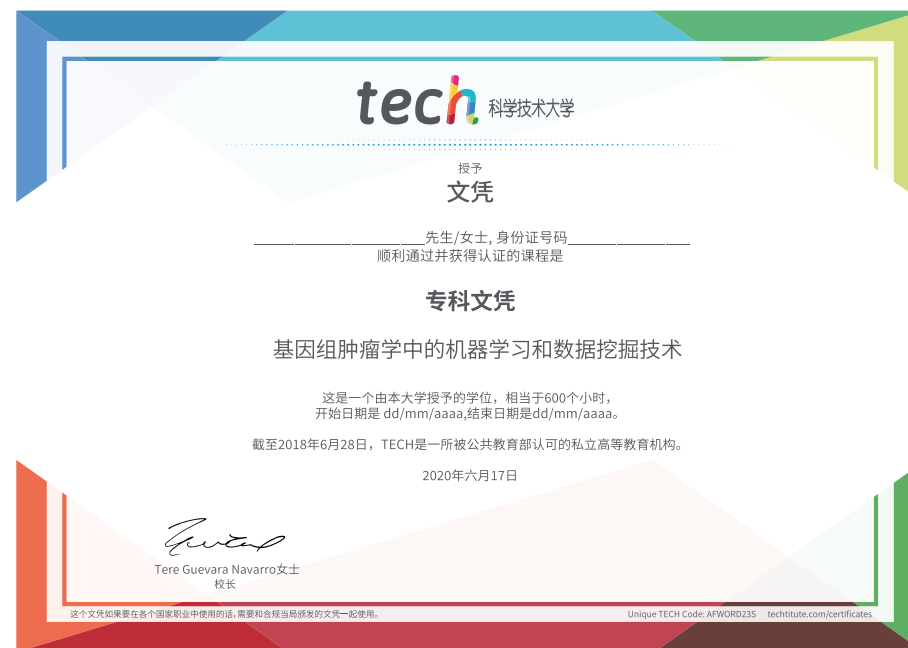 tech 科学技术大学
授予
文凭
________________________先生/女士, 身份证号码_________________
顺利通过并获得认证的课程是
专科文凭
基因组肿瘤学中的机器学习和数据挖掘技术
这是一个由本大学授予的学位，相当于600个小时，
开始日期是 dd/mm/aaaa,结束日期是dd/mm/aaaa。
截至2018年6月28日，TECH是一所被公共教育部认可的私立高等教育机构。
2020年六月17日
Tere Guevara Navarro女士
校长
这个文凭如果要在各个国家职业中使用的话,需要和合规当局颁发的文凭一起使用。
Unique TECH Code: AFWORD23S techtitute.com/certificates